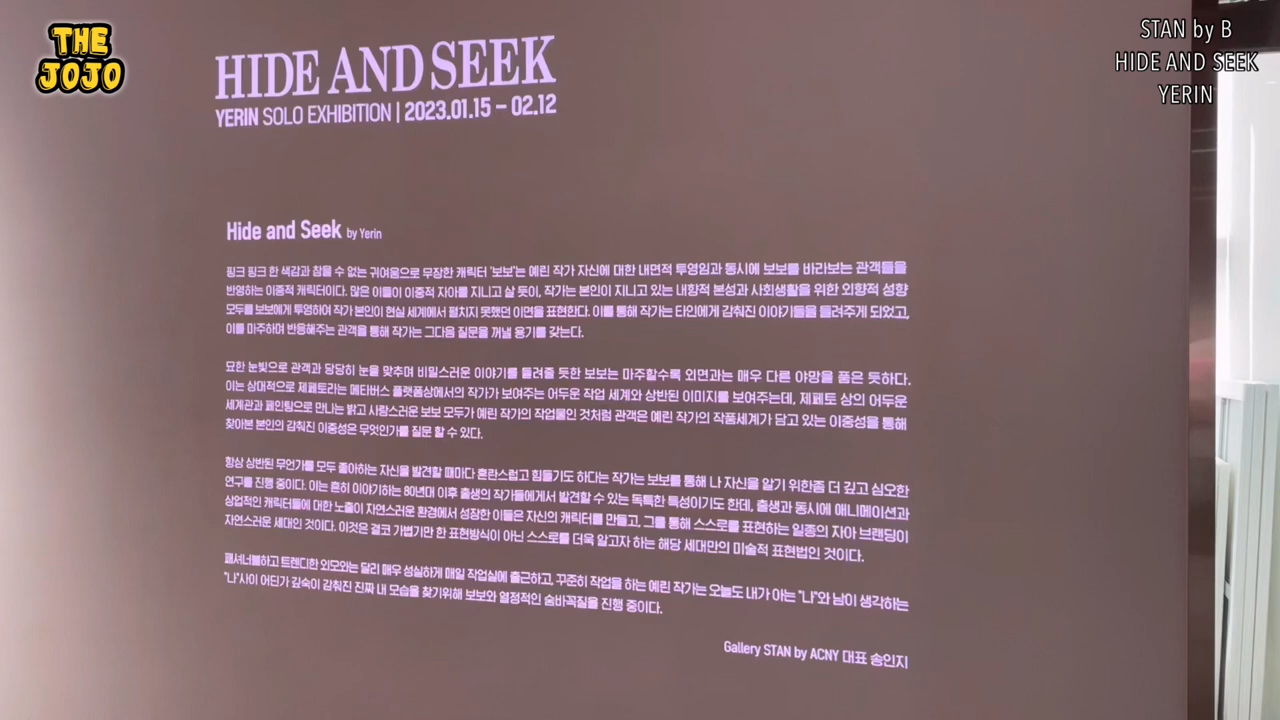 THE
JOJO
STAN by B
HIDE AND SEEK
YERIN
HIDE AND SEEK
YERIN SOLO EXHIBITION | 2023.01.15 – 02.12
Hide and Seek by Yerin
핑크 핑크 한 색감과 참을 수 없는 귀여움으로 무장한 캐릭터 '보보'는 예린 작가 자신에 대한 내면적 투영임과 동시에 보보를 바라보는 관객들을
반영하는 이중적 캐릭터이다. 많은 이들이 이중적 자아를 지니고 살 듯이, 작가는 본인이 지니고 있는 내향적 본성과 사회생활을 위한 외향적 성향
모두를 보보에게 투영하여 작가 본인이 현실 세계에서 펼치지 못했던 이면을 표현한다. 이를 통해 작가는 타인에게 감춰진 이야기들을 들려주게 되었고,
이를 마주하며 반응해주는 관객을 통해 작가는 그다음 질문을 꺼낼 용기를 갖는다.
묘한 눈빛으로 관객과 당당히 눈을 맞추며 비밀스러운 이야기를 들려줄 듯한 보보는 마주할수록 외면과는 매우 다른 야망을 품은 듯하다.
이는 상대적으로 제페토라는 메타버스 플랫폼상에서의 작가가 보여주는 어두운 작업 세계와 상반된 이미지를 보여주는데, 제페토 상의 어두운
세계관과 페인팅으로 만나는 밝고 사랑스러운 보보 모두가 예린 작가의 작업물인 것처럼 관객은 예린 작가의 작품세계가 담고 있는 이중성을 통해
찾아본 본인의 감춰진 이중성은 무엇인가를 질문 할 수 있다.
항상 상반된 무언가를 모두 좋아하는 자신을 발견할 때마다 혼란스럽고 힘들기도 하다는 작가는 보보를 통해 나 자신을 알기 위한좀 더 깊고 심오한
연구를 진행 중이다. 이는 흔히 이야기하는 80년대 이후 출생의 작가들에게서 발견할 수 있는 독특한 특성이기도 한데, 출생과 동시에 애니메이션과
상업적인 캐릭터들에 대한 노출이 자연스러운 환경에서 성장한 이들은 자신의 캐릭터를 만들고, 그를 통해 스스로를 표현하는 일종의 자아 브랜딩이
자연스러운 세대인 것이다. 이것은 결코 가볍기만 한 표현방식이 아닌 스스로를 더욱 알고자 하는 해당 세대만의 미술적 표현법인 것이다.
패셔너블하고 트렌디한 외모와는 달리 매우 성실하게 매일 작업실에 출근하고, 꾸준히 작업을 하는 예린 작가는 오늘도 내가 아는 "나"와 남이 생각하는
"나"사이 어딘가 깊숙이 감춰진 진짜 내 모습을 찾기위해 보보와 열정적인 숨바꼭질을 진행 중이다.
Gallery STAN by ACNY 대표 송인지